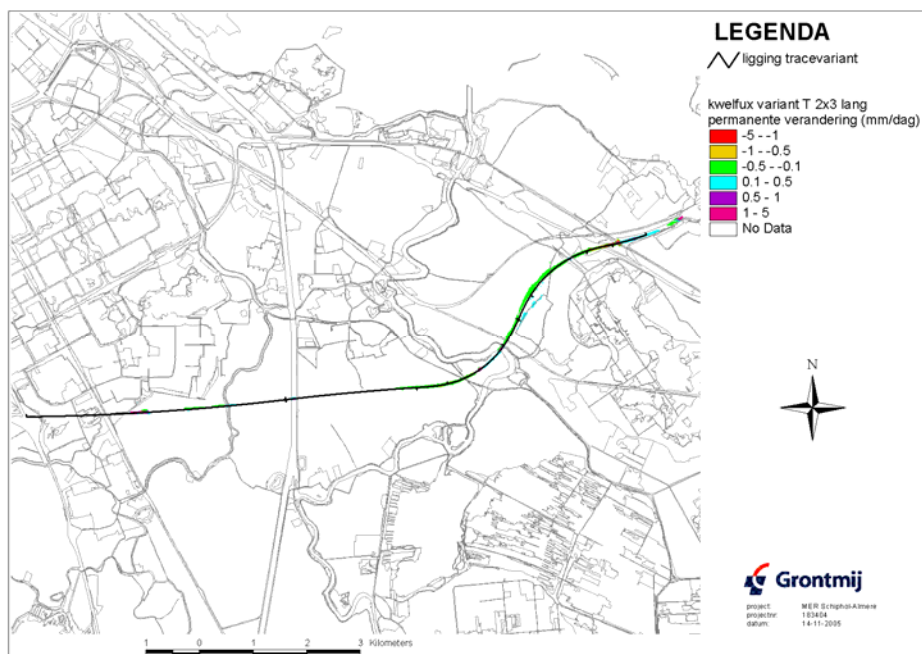 LEGENDA
ligging tracevariant
kwelfux variant T 2x3 lang
permanente verandering (mm/dag)
-5 - -1
-1 - -0.5
-0.5 - -0.1
0.1 - 0.5
0.5 - 1
1 - 5
No Data
N
Grontmij
project: MER Schiphol-Almere
projectnr: 183404
datum: 14-11-2005
1 0 1 2 3 Kilometers